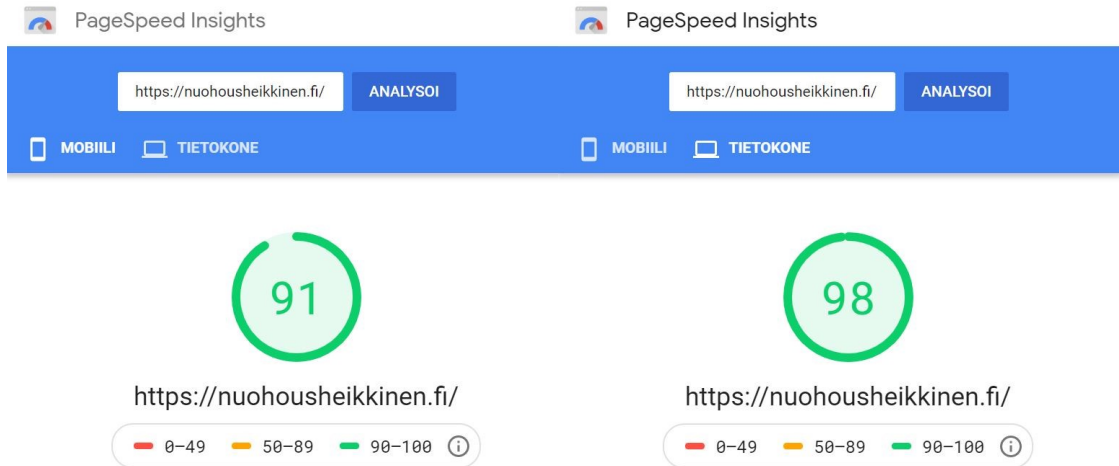 PageSpeed Insights
https://nuohousheikkinen.fi/ ANALYSOI
MOBIILI TIETOKONE
91
https://nuohousheikkinen.fi/
0–49 50–89 90–100
PageSpeed Insights
https://nuohousheikkinen.fi/ ANALYSOI
MOBIILI TIETOKONE
98
https://nuohousheikkinen.fi/
0–49 50–89 90–100